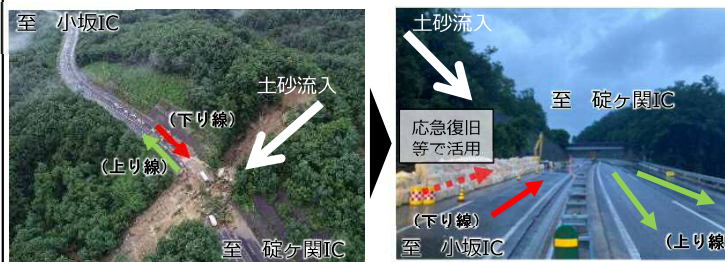 至 小坂IC
土砂流入
(下り線)
(上り線)
至 碇ヶ関IC
土砂流入
至 碇ヶ関IC
応急復旧
等で活用
(下り線)
至 小坂IC
(上り線